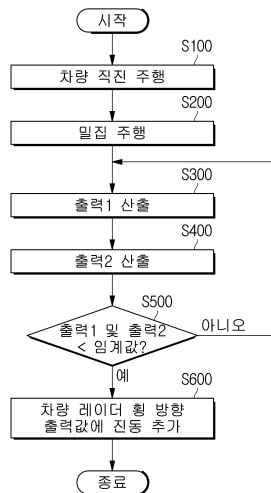 시작
S100
차량 직진 주행
S200
밀집 주행
S300
출력1 산출
S400
출력2 산출
S500
출력1 및 출력2
< 임계값?
아니오
예
S600
차량 레이더 횡 방향
출력값에 진동 추가
종료